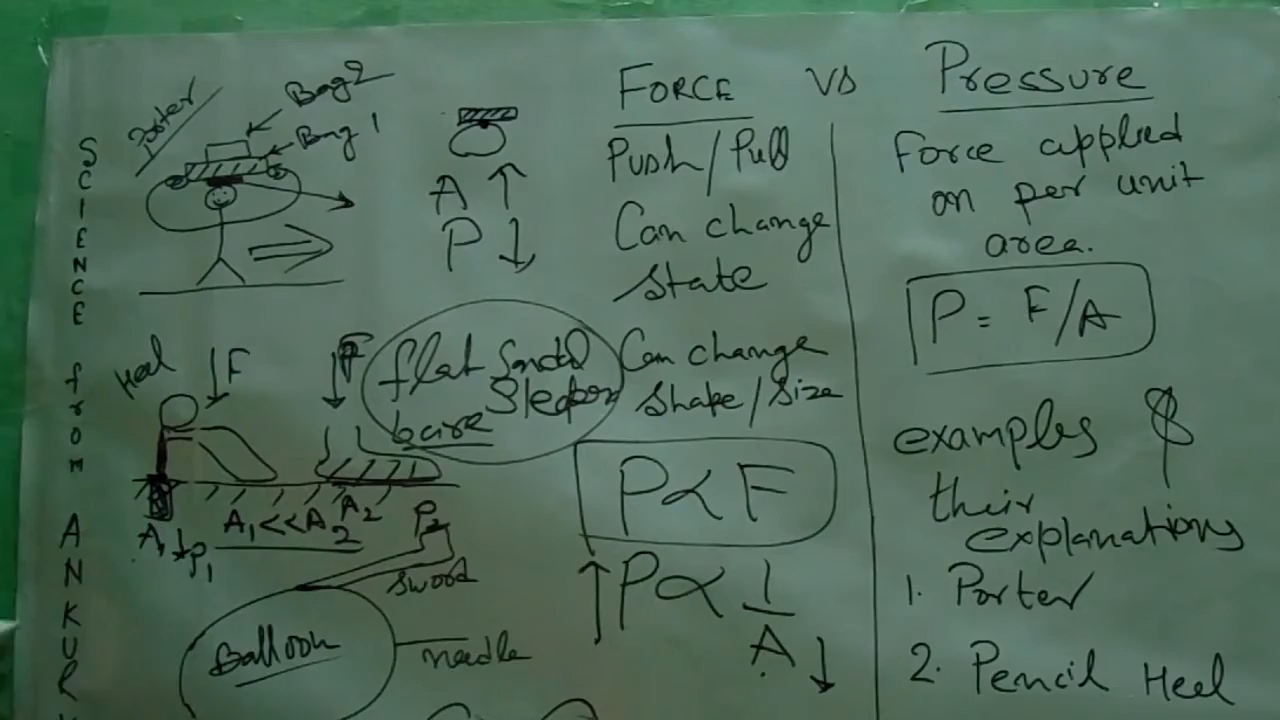 SCIENCE from ANKUR
Porter
Bag 2
Bag 1
A ↑
P ↓
FORCE vs Pressure
Push/Pull
Can change
state
Can change
shape/size
P ∝ F
↑ P ∝ 1/A ↓
Force applied
on per unit
area.
P = F/A
examples &
their
explanations
1. Porter
2. Pencil Heel
Heel
F
F
flat Sandal
Sleeper
bare
A1 ↓ P1
A1 << A2
A2
P2
sword
Balloon
needle